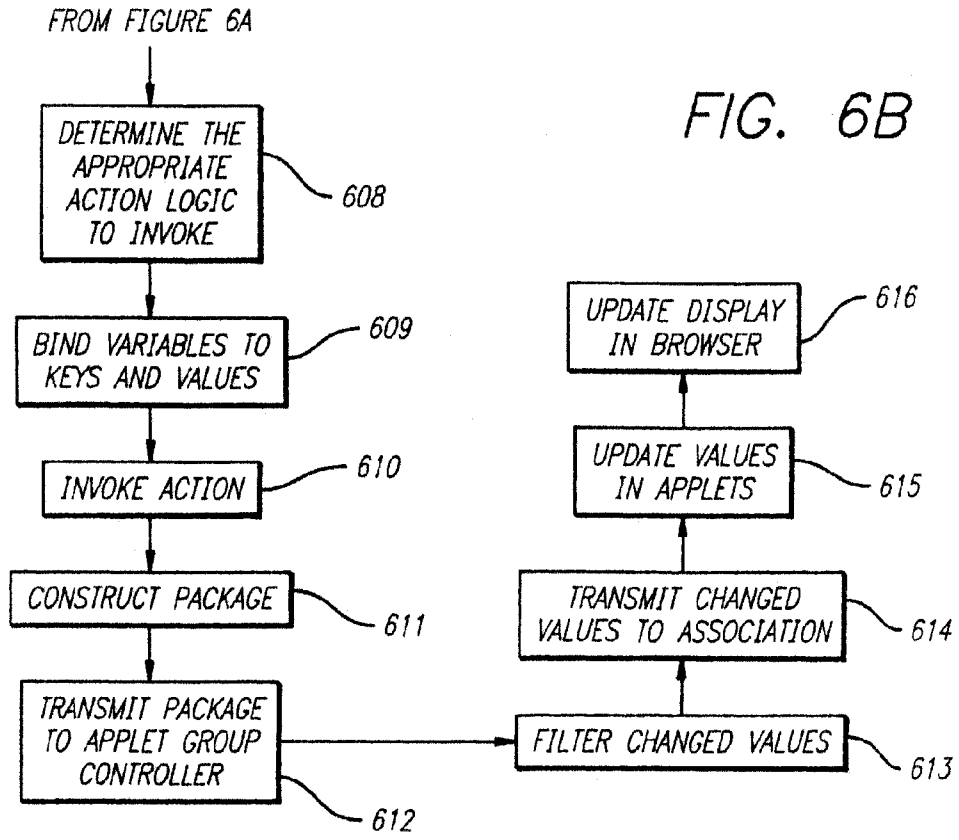 FROM FIGURE 6A
FIG. 6B
DETERMINE THE
APPROPRIATE
ACTION LOGIC
TO INVOKE
608
BIND VARIABLES TO
KEYS AND VALUES
609
INVOKE ACTION
610
CONSTRUCT PACKAGE
611
TRANSMIT PACKAGE
TO APPLET GROUP
CONTROLLER
612
FILTER CHANGED VALUES
613
TRANSMIT CHANGED
VALUES TO ASSOCIATION
614
UPDATE VALUES
IN APPLETS
615
UPDATE DISPLAY
IN BROWSER
616